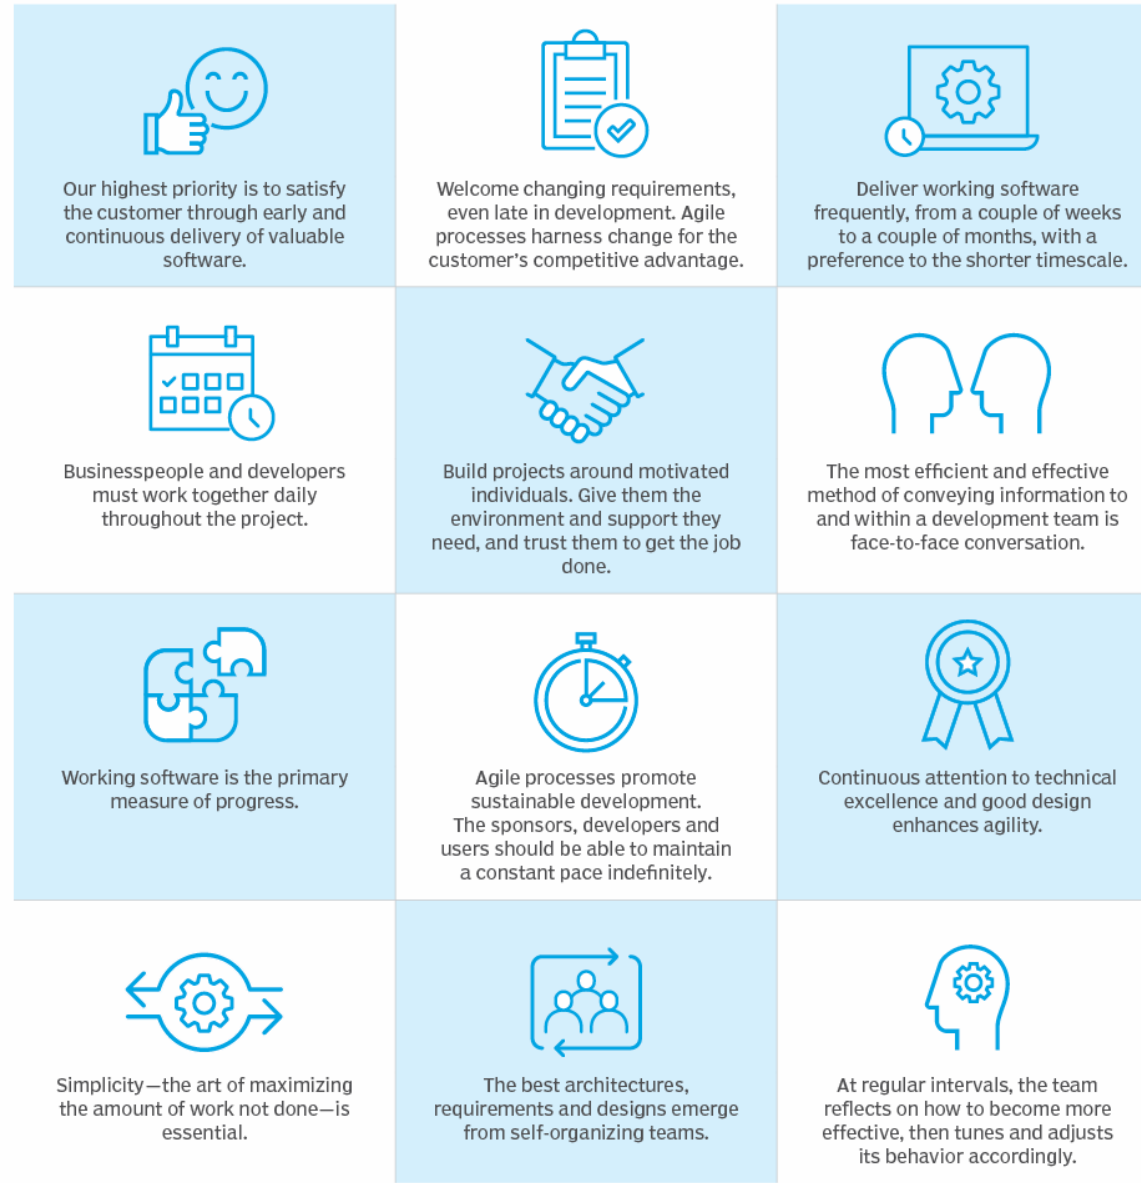 Our highest priority is to satisfy
the customer through early and
continuous delivery of valuable
software.
Welcome changing requirements,
even late in development. Agile
processes harness change for the
customer's competitive advantage.
Deliver working software
frequently, from a couple of weeks
to a couple of months, with a
preference to the shorter timescale.
Businesspeople and developers
must work together daily
throughout the project.
Build projects around motivated
individuals. Give them the
environment and support they
need, and trust them to get the job
done.
The most efficient and effective
method of conveying information to
and within a development team is
face-to-face conversation.
Working software is the primary
measure of progress.
Agile processes promote
sustainable development.
The sponsors, developers and
users should be able to maintain
a constant pace indefinitely.
Continuous attention to technical
excellence and good design
enhances agility.
Simplicity—the art of maximizing
the amount of work not done—is
essential.
The best architectures,
requirements and designs emerge
from self-organizing teams.
At regular intervals, the team
reflects on how to become more
effective, then tunes and adjusts
its behavior accordingly.